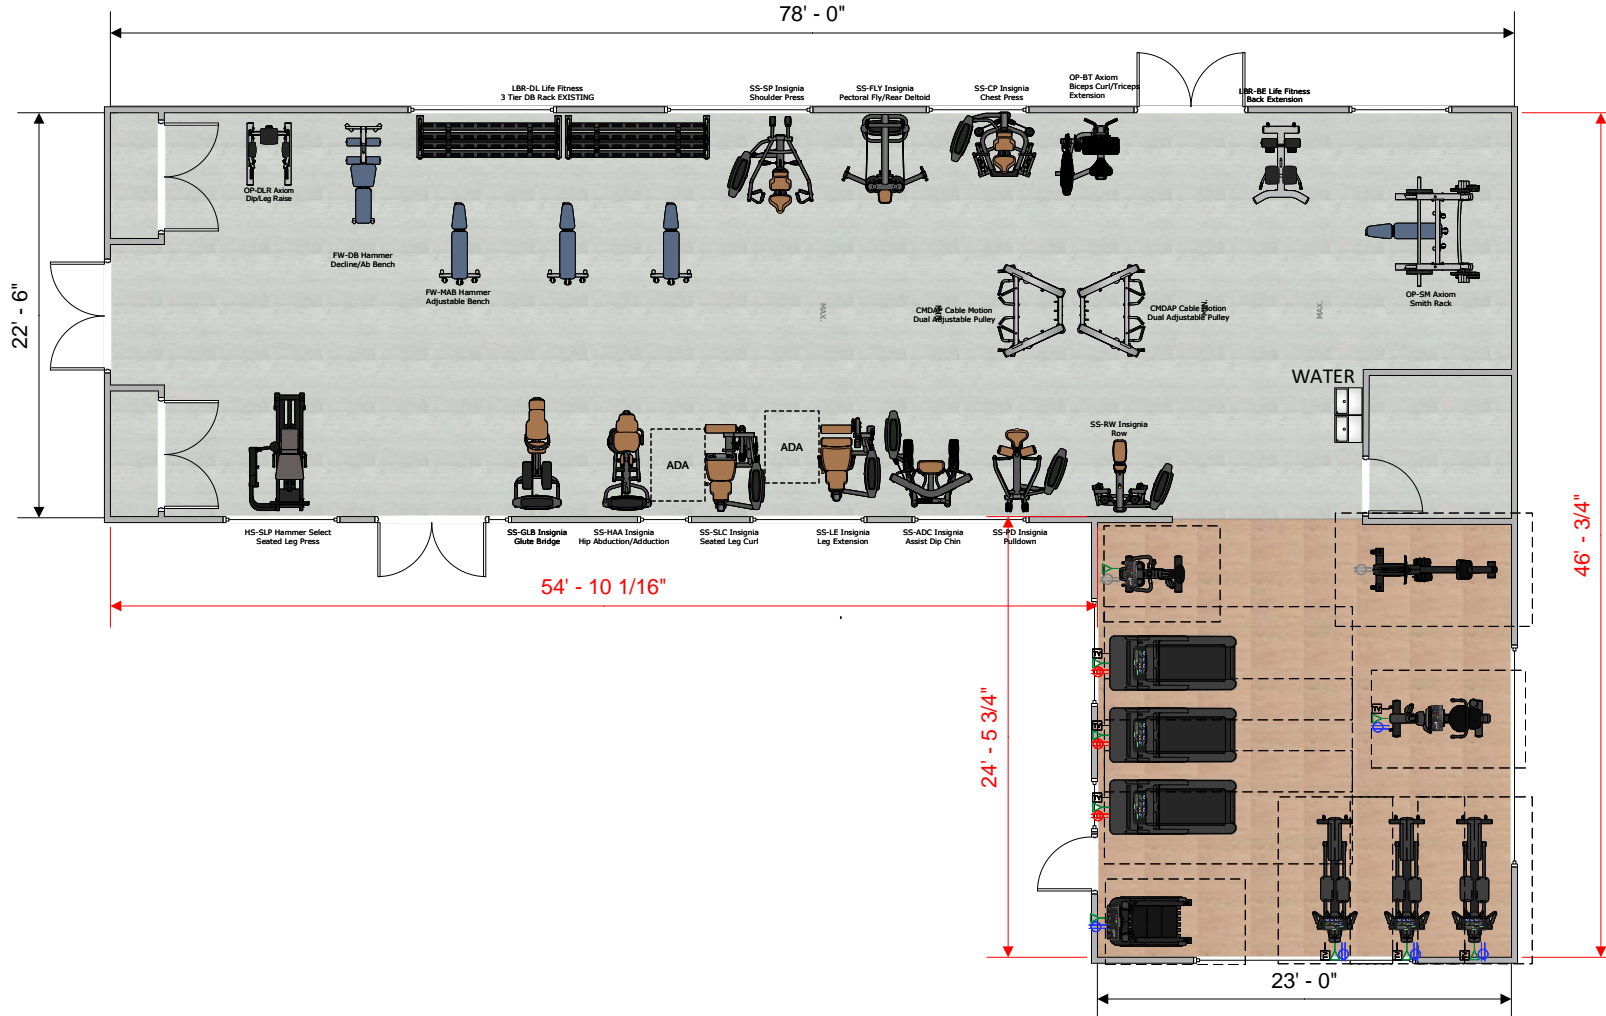 78' - 0"
LBR-DL Life Fitness
3 Tier DB Rack EXISTING
SS-SP Insignia
Shoulder Press
SS-FLY Insignia
Pectoral Fly/Rear Deltoid
SS-CP Insignia
Chest Press
OP-BT Axiom
Biceps Curl/Triceps
Extension
LBR-BE Life Fitness
Back Extension
22' - 6"
OP-DLR Axiom
Dip/Leg Raise
FW-DB Hammer
Decline/Ab Bench
FW-MAB Hammer
Adjustable Bench
MAX.
CMDAP Cable Motion
Dual Adjustable Pulley
CMDAP Cable Motion
Dual Adjustable Pulley
MAX.
OP-SM Axiom
Smith Rack
WATER
ADA
ADA
SS-RW Insignia
Row
HS-SLP Hammer Select
Seated Leg Press
SS-GLB Insignia
Glute Bridge
SS-HAA Insignia
Hip Abduction/Adduction
SS-SLC Insignia
Seated Leg Curl
SS-LE Insignia
Leg Extension
SS-ADC Insignia
Assist Dip Chin
SS-PD Insignia
Pulldown
54' - 10 1/16"
24' - 5 3/4"
46' - 3/4"
23' - 0"